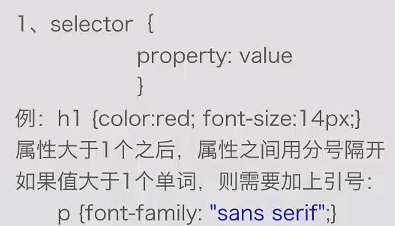 1、selector {
property: value
}
例：h1 {color:red; font-size:14px;}
属性大于1个之后，属性之间用分号隔开
如果值大于1个单词，则需要加上引号：
p {font-family: "sans serif";}